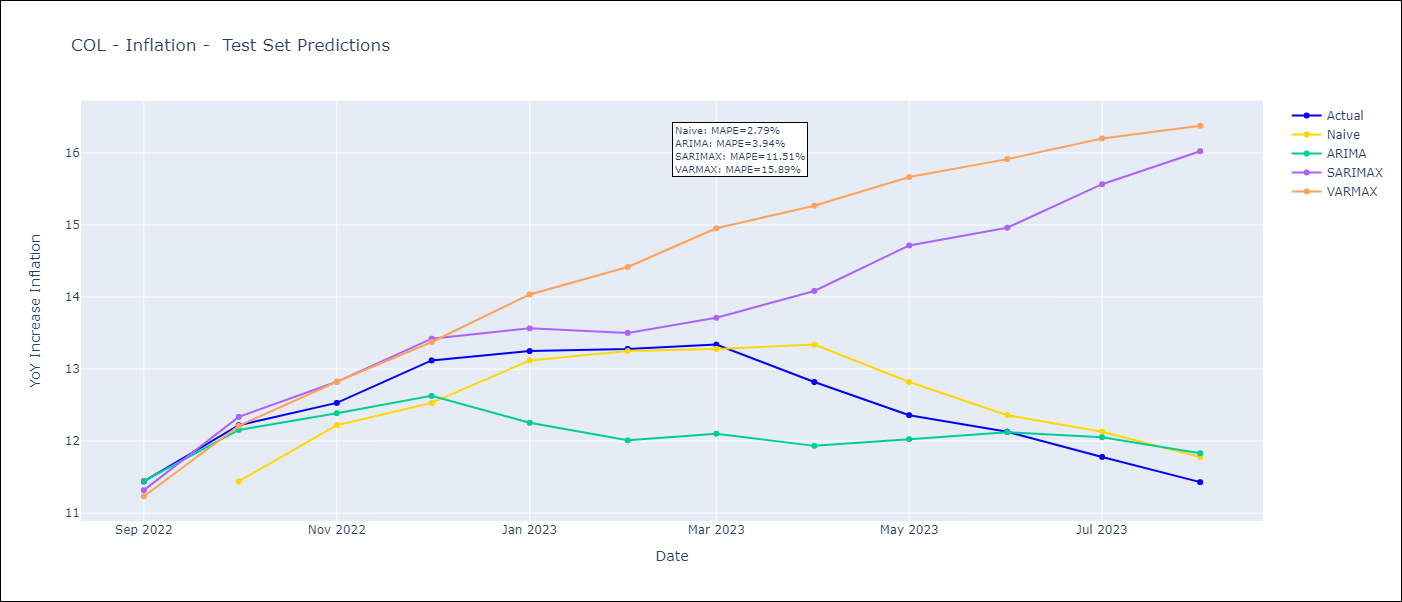 COL - Inflation -  Test Set Predictions
Naive: MAPE=2.79%
ARIMA: MAPE=3.94%
SARIMAX: MAPE=11.51%
VARMAX: MAPE=15.89%
Actual
Naive
ARIMA
SARIMAX
VARMAX
YoY Increase Inflation
16
15
14
13
12
11
Sep 2022
Nov 2022
Jan 2023
Mar 2023
May 2023
Jul 2023
Date